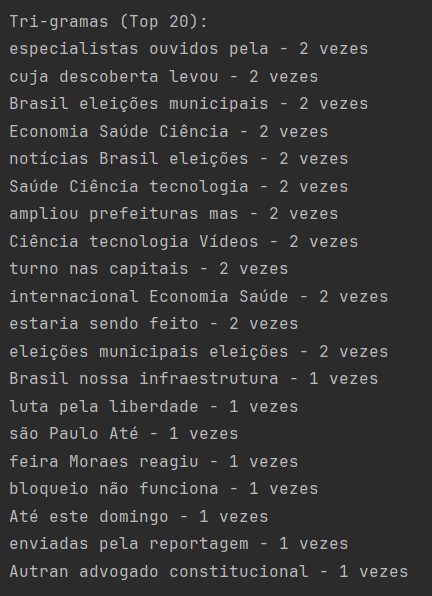 Tri-gramas (Top 20):
especialistas ouvidos pela - 2 vezes
cuja descoberta levou - 2 vezes
Brasil eleições municipais - 2 vezes
Economia Saúde Ciência - 2 vezes
notícias Brasil eleições - 2 vezes
Saúde Ciência tecnologia - 2 vezes
ampliou prefeituras mas - 2 vezes
Ciência tecnologia Vídeos - 2 vezes
turno nas capitais - 2 vezes
internacional Economia Saúde - 2 vezes
estaria sendo feito - 2 vezes
eleições municipais eleições - 2 vezes
Brasil nossa infraestrutura - 1 vezes
luta pela liberdade - 1 vezes
são Paulo Até - 1 vezes
feira Moraes reagiu - 1 vezes
bloqueio não funciona - 1 vezes
Até este domingo - 1 vezes
enviadas pela reportagem - 1 vezes
Autran advogado constitucional - 1 vezes